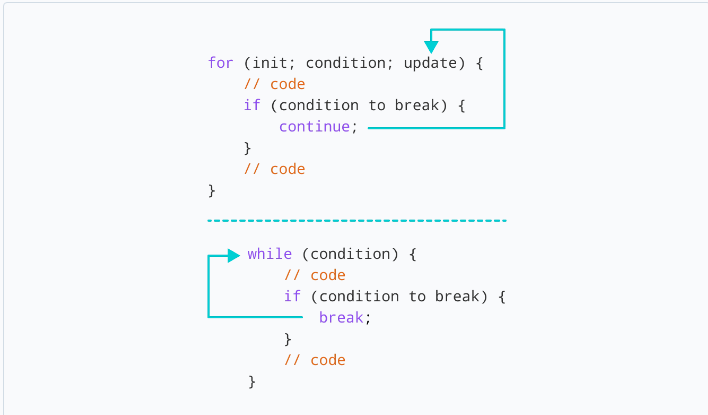 for (init; condition; update) {
// code
if (condition to break) {
continue;
}
// code
}
while (condition) {
// code
if (condition to break) {
break;
}
// code
}